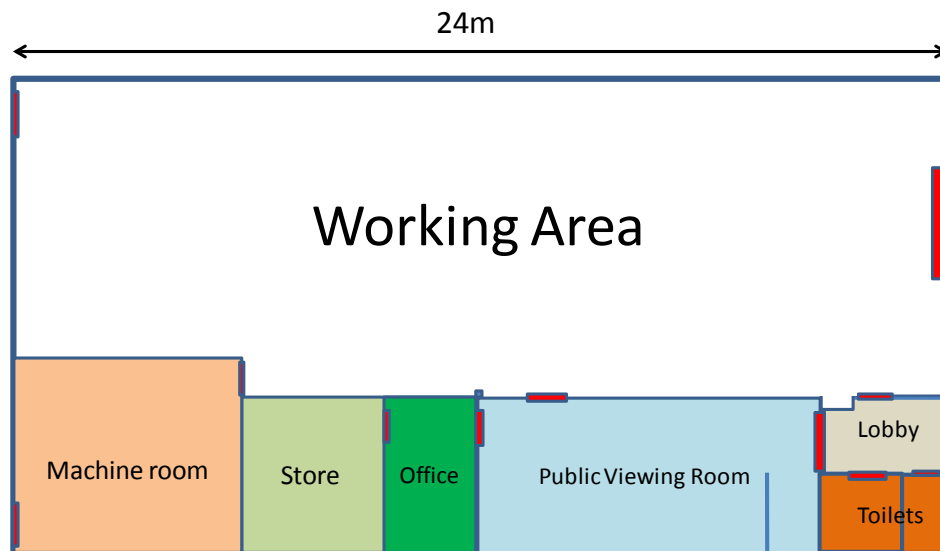 24m
Working Area
Lobby
Machine room
Store
Office
Public Viewing Room
Toilets